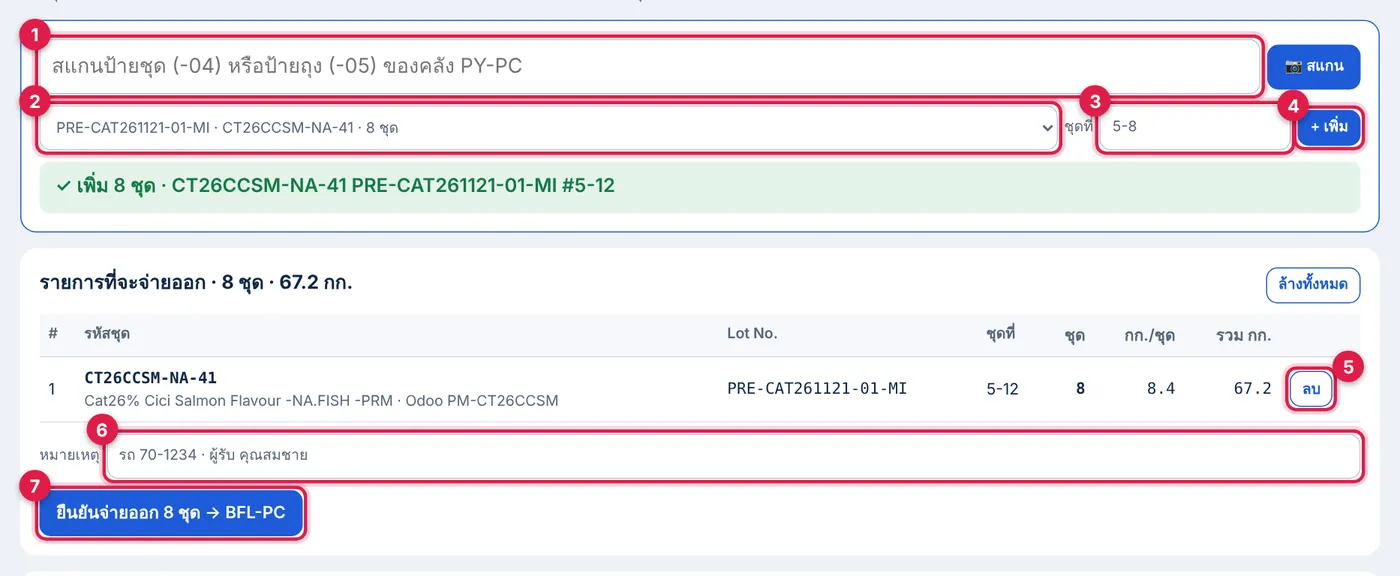 1
สแกนป้ายชุด (-04) หรือป้ายถุง (-05) ของคลัง PY-PC
📷 สแกน
2
PRE-CAT261121-01-MI · CT26CCSM-NA-41 · 8 ชุด
ชุดที่
3
5-8
4
+ เพิ่ม
✓ เพิ่ม 8 ชุด · CT26CCSM-NA-41 PRE-CAT261121-01-MI #5-12
รายการที่จะจ่ายออก · 8 ชุด · 67.2 กก.
ล้างทั้งหมด
# รหัสชุด Lot No. ชุดที่ ชุด กก./ชุด รวม กก.
1 CT26CCSM-NA-41 PRE-CAT261121-01-MI 5-12 8 8.4 67.2 ลบ
5
Cat26% Cici Salmon Flavour -NA.FISH -PRM · Odoo PM-CT26CCSM
6
หมายเหตุ รถ 70-1234 · ผู้รับ คุณสมชาย
7
ยืนยันจ่ายออก 8 ชุด → BFL-PC